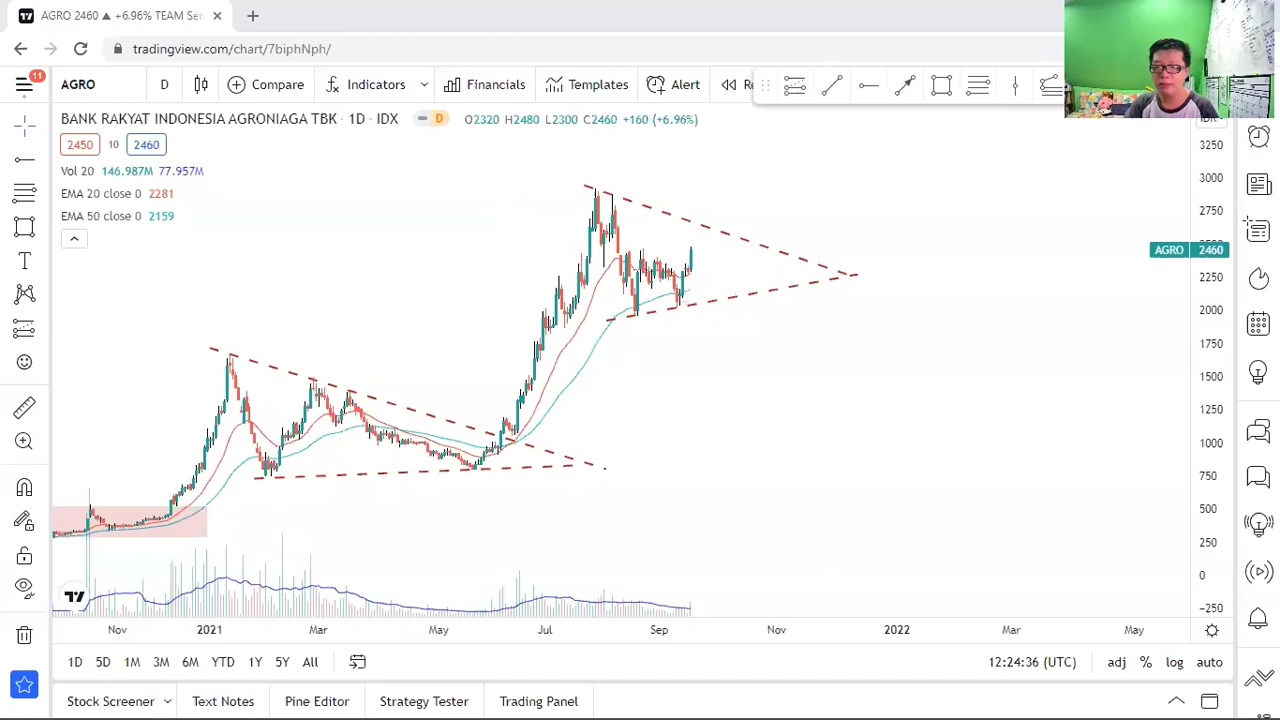 AGRO 2460 ▲ +6.96% TEAM Set
tradingview.com/chart/7biphNph/
11
AGRO D Compare Indicators Financials Templates Alert Re
BANK RAKYAT INDONESIA AGRONIAGA TBK · 1D · IDX D O2320 H2480 L2300 C2460 +160 (+6.96%)
2450 10 2460
Vol 20 146.987M 77.957M
EMA 20 close 0 2281
EMA 50 close 0 2159
3250
3000
2750
AGRO 2460
2250
2000
1750
1500
1250
1000
750
500
250
0
−250
Nov 2021 Mar May Jul Sep Nov 2022 Mar May
1D 5D 1M 3M 6M YTD 1Y 5Y All 12:24:36 (UTC) adj % log auto
Stock Screener Text Notes Pine Editor Strategy Tester Trading Panel